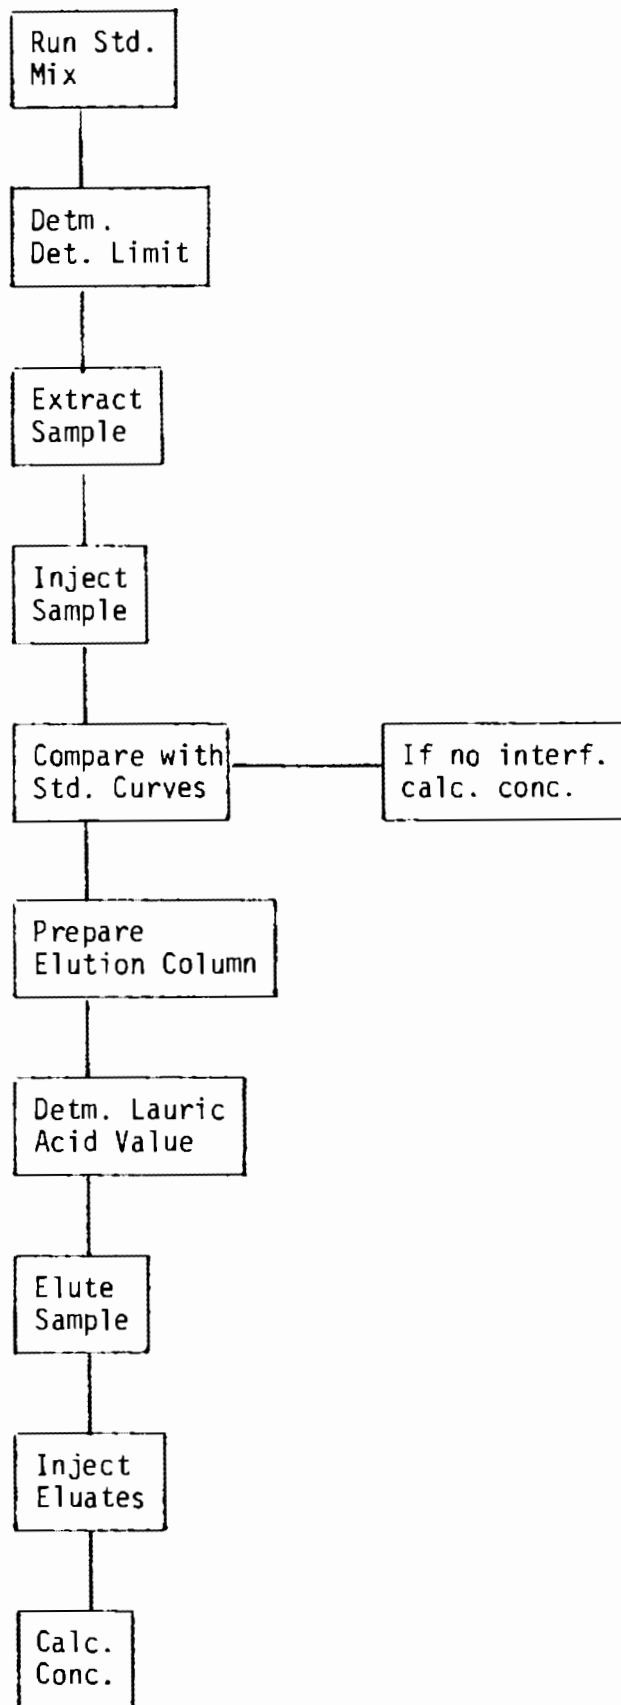 Run Std.
Mix
Detm.
Det. Limit
Extract
Sample
Inject
Sample
Compare with
Std. Curves
If no interf.
calc. conc.
Prepare
Elution Column
Detm. Lauric
Acid Value
Elute
Sample
Inject
Eluates
Calc.
Conc.